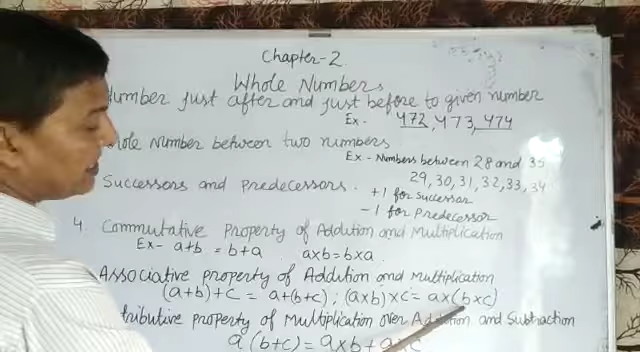 Chapter-2
Whole Numbers
Number just after and just before to given number
Ex- 472, 473, 474
Whole Number between two numbers
Ex- Numbers between 28 and 35
29, 30, 31, 32, 33, 34
Successors and predecessors.
+1 for successor
-1 for predecessor
4. Commutative Property of Addition and Multiplication
Ex- a+b = b+a a×b=b×a
Associative property of Addition and Multiplication
(a+b)+c = a+(b+c); (a×b)×c = a×(b×c)
tributive property of Multiplication over Addition and Subtraction
a(b+c) = a×b+a×c